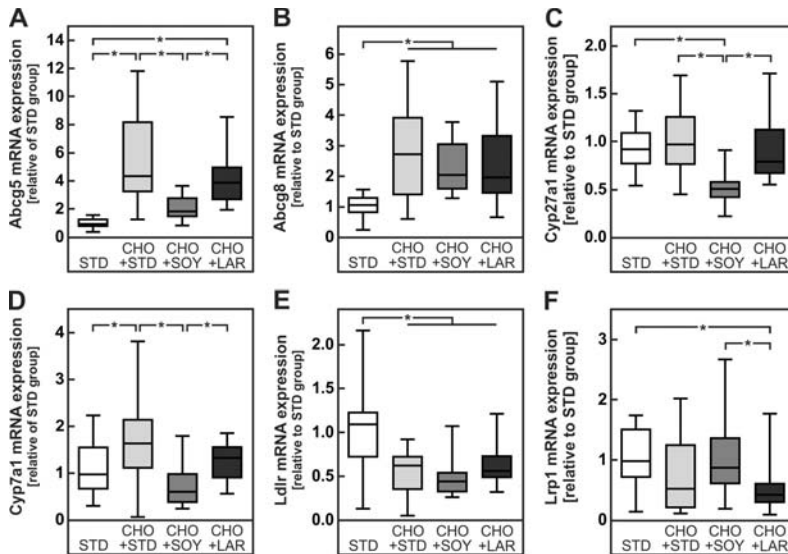 A
Abcg5 mRNA expression
[relative of STD group]
14
12
10
8
6
4
2
0
*
* * *
STD
CHO +STD
CHO +SOY
CHO +LAR
B
Abcg8 mRNA expression
[relative to STD group]
6
5
4
3
2
1
0
*
STD
CHO +STD
CHO +SOY
CHO +LAR
C
Cyp27a1 mRNA expression
[relative to STD group]
2.0
1.5
1.0
0.5
0.0
*
* *
STD
CHO +STD
CHO +SOY
CHO +LAR
D
Cyp7a1 mRNA expression
[relative of STD group]
4
3
2
1
0
* * *
STD
CHO +STD
CHO +SOY
CHO +LAR
E
Ldlr mRNA expression
[relative of STD group]
2.0
1.5
1.0
0.5
0.0
*
STD
CHO +STD
CHO +SOY
CHO +LAR
F
Lrp1 mRNA expression
[relative to STD group]
3
2
1
0
*
*
STD
CHO +STD
CHO +SOY
CHO +LAR